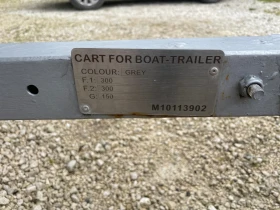 CART FOR BOAT-TRAILER
COLOUR: GREY
F.1: 300
F.2: 300
G: 150
M10113902